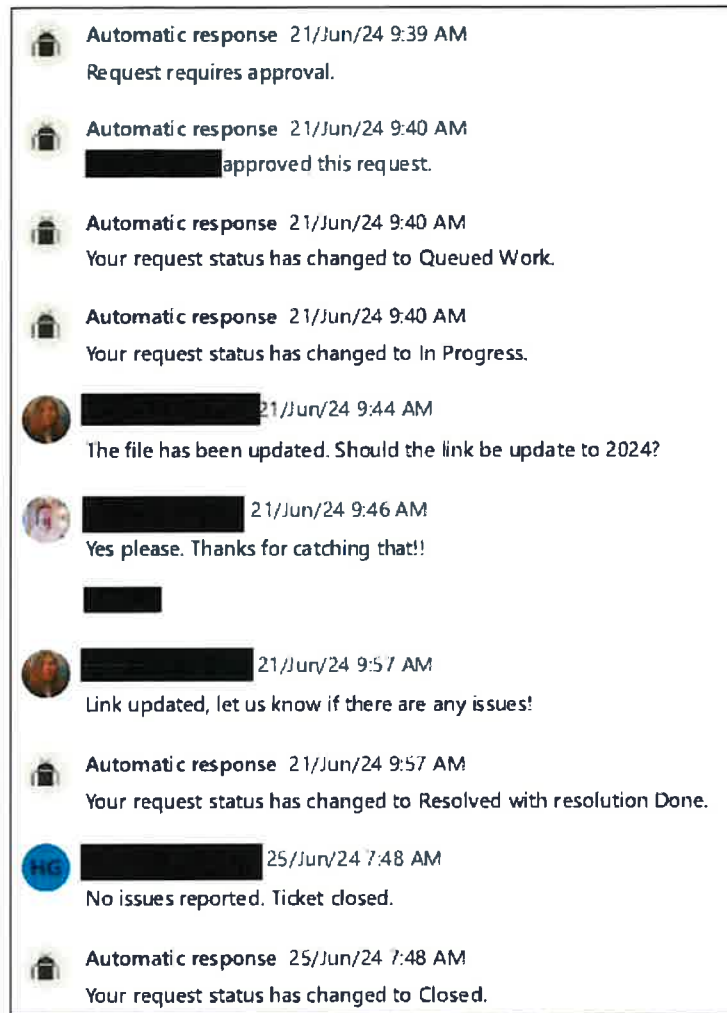 Automatic response 21/Jun/24 9:39 AM
Request requires approval.
Automatic response 21/Jun/24 9:40 AM
approved this request.
Automatic response 21/Jun/24 9:40 AM
Your request status has changed to Queued Work.
Automatic response 21/Jun/24 9:40 AM
Your request status has changed to In Progress.
21/Jun/24 9:44 AM
The file has been updated. Should the link be update to 2024?
21/Jun/24 9:46 AM
Yes please. Thanks for catching that!!
21/Jun/24 9:57 AM
Link updated, let us know if there are any issues!
Automatic response 21/Jun/24 9:57 AM
Your request status has changed to Resolved with resolution Done.
HG 25/Jun/24 7:48 AM
No issues reported. Ticket closed.
Automatic response 25/Jun/24 7:48 AM
Your request status has changed to Closed.